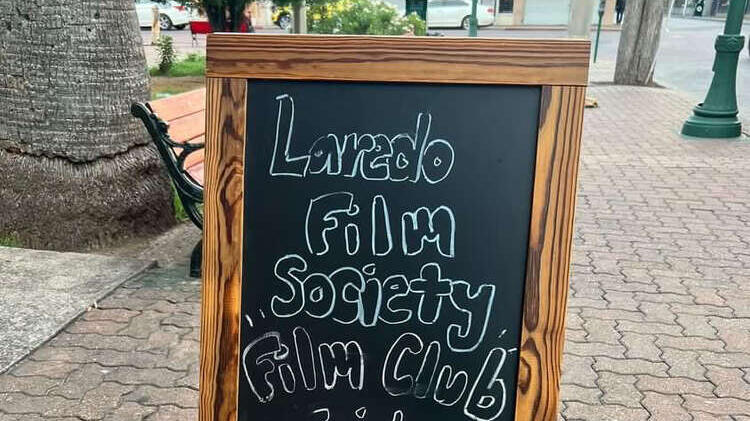 Laredo
Film
Society
"Film Club"